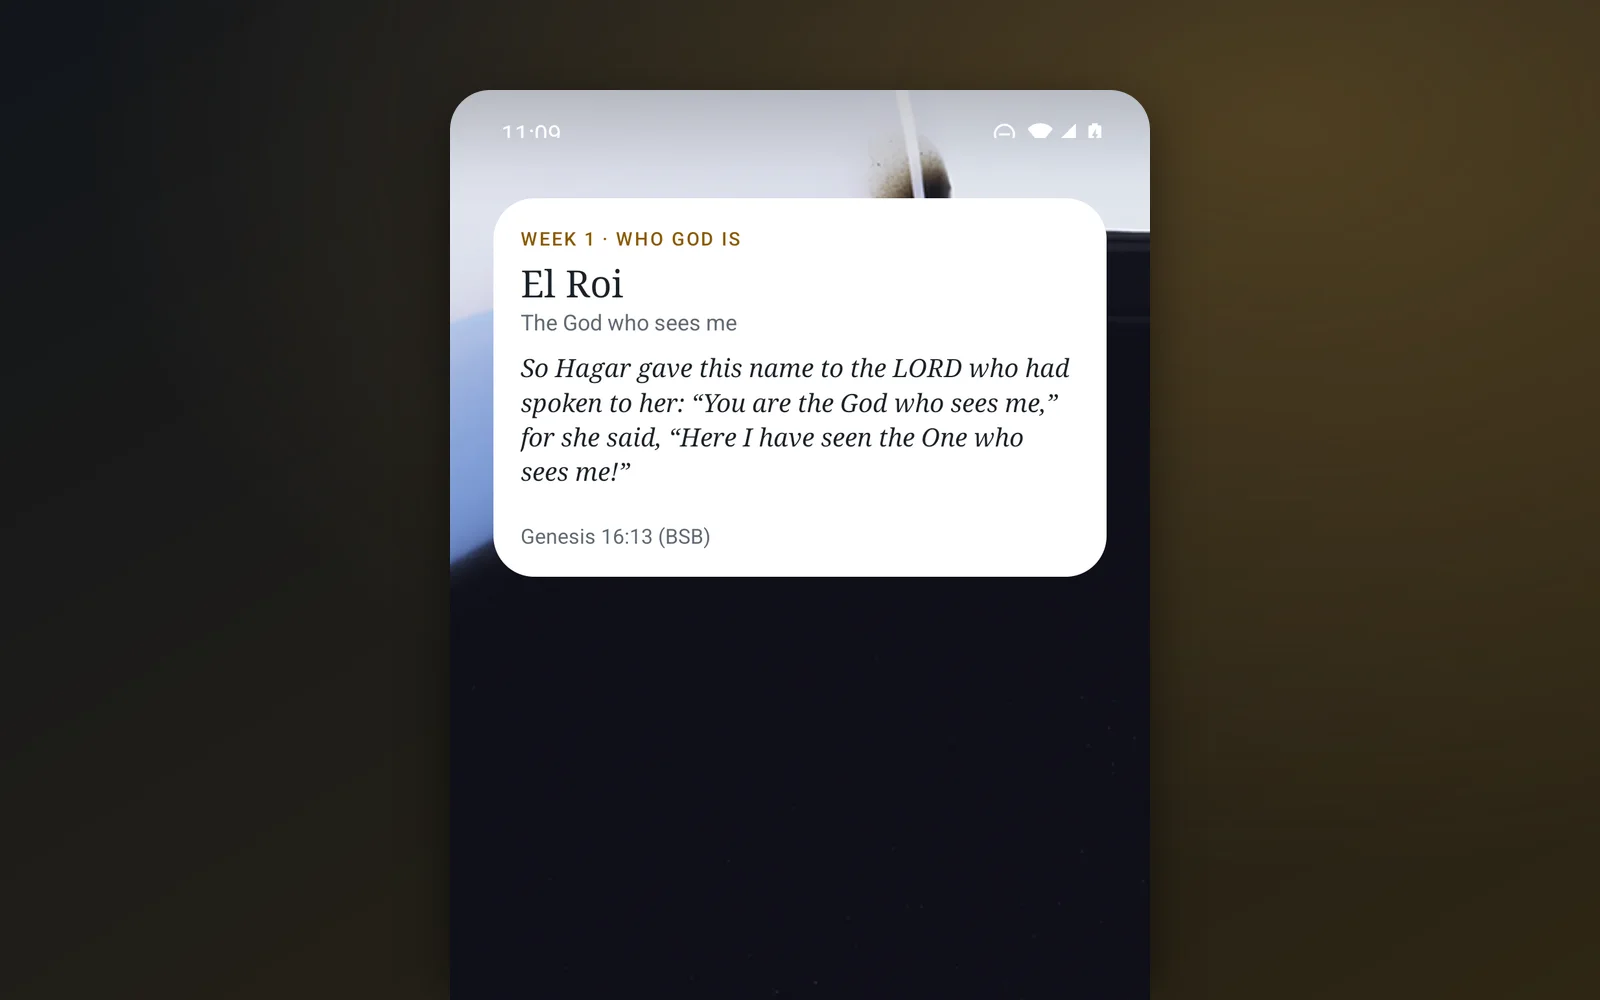 11:09
WEEK 1 · WHO GOD IS
El Roi
The God who sees me
So Hagar gave this name to the LORD who had
spoken to her: “You are the God who sees me,”
for she said, “Here I have seen the One who
sees me!”
Genesis 16:13 (BSB)